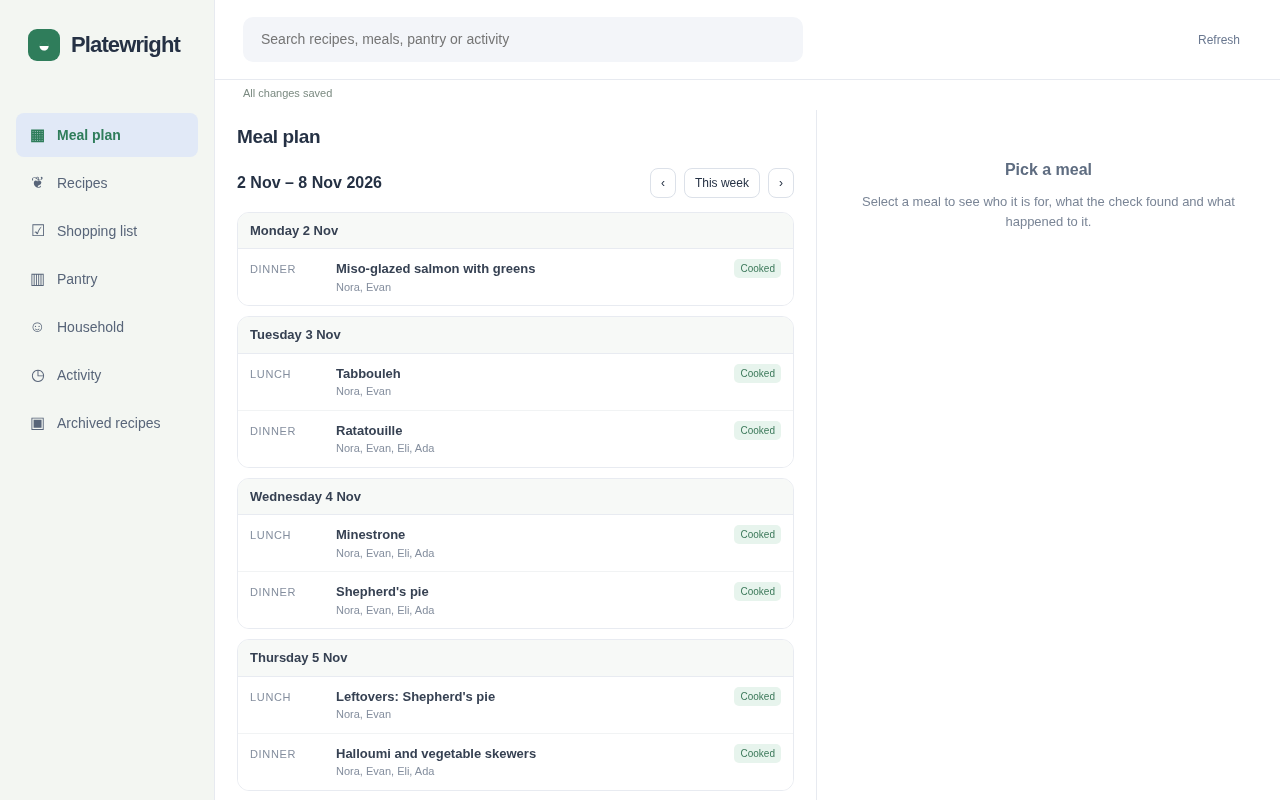 Platewright
Search recipes, meals, pantry or activity
Refresh
All changes saved
Meal plan
Recipes
Shopping list
Pantry
Household
Activity
Archived recipes
Meal plan
2 Nov – 8 Nov 2026
‹ This week ›
Monday 2 Nov
DINNER Miso-glazed salmon with greens Cooked
Nora, Evan
Tuesday 3 Nov
LUNCH Tabbouleh Cooked
Nora, Evan
DINNER Ratatouille Cooked
Nora, Evan, Eli, Ada
Wednesday 4 Nov
LUNCH Minestrone Cooked
Nora, Evan, Eli, Ada
DINNER Shepherd's pie Cooked
Nora, Evan, Eli, Ada
Thursday 5 Nov
LUNCH Leftovers: Shepherd's pie Cooked
Nora, Evan
DINNER Halloumi and vegetable skewers Cooked
Nora, Evan, Eli, Ada
Pick a meal
Select a meal to see who it is for, what the check found and what
happened to it.